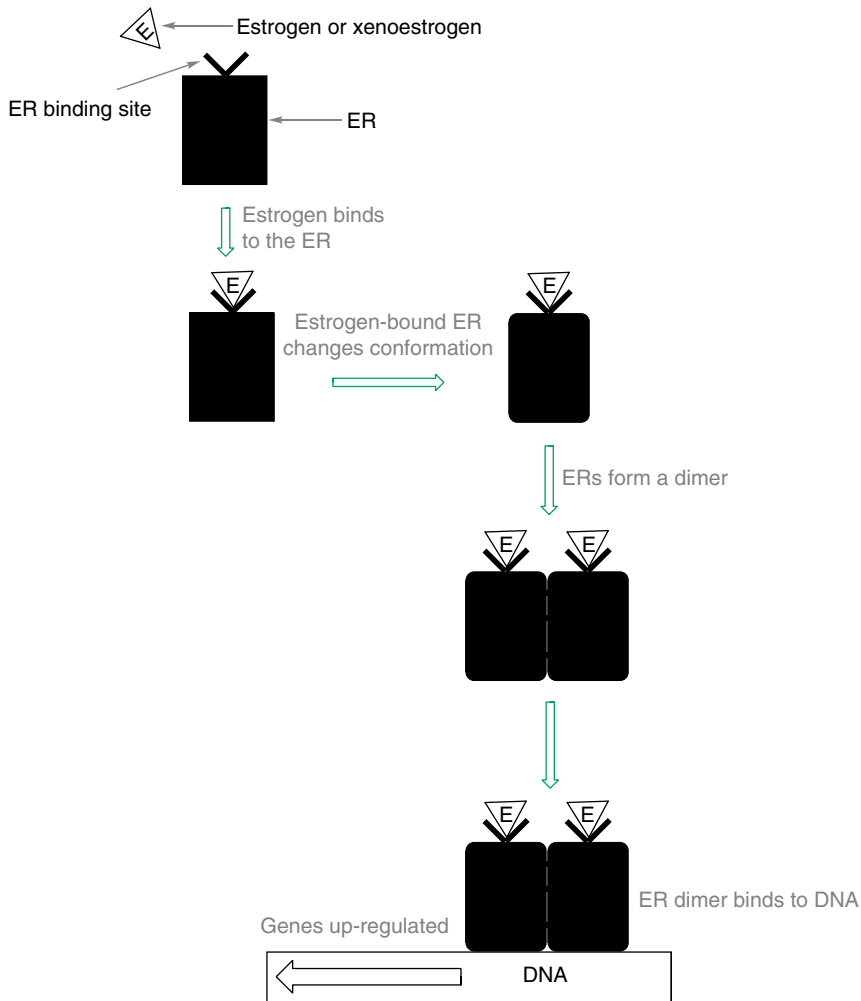 E
Estrogen or xenoestrogen
ER binding site
ER
Estrogen binds
to the ER
E
Estrogen-bound ER
changes conformation
E
ERs form a dimer
E E
E E
ER dimer binds to DNA
Genes up-regulated
DNA